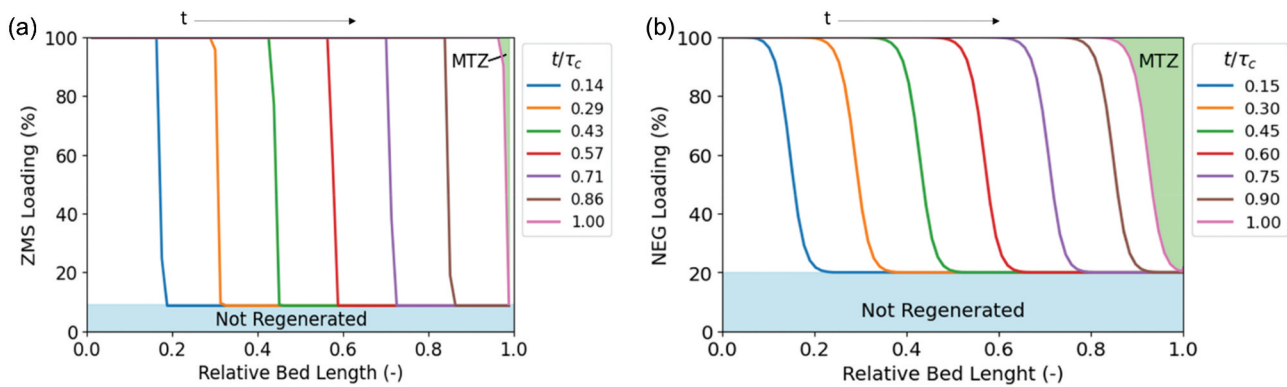 (a)
t
ZMS Loading (%)
100
80
60
40
20
0
MTZ
Not Regenerated
0.0 0.2 0.4 0.6 0.8 1.0
Relative Bed Length (-)
t/τc
0.14
0.29
0.43
0.57
0.71
0.86
1.00
(b)
t
NEG Loading (%)
100
80
60
40
20
0
MTZ
Not Regenerated
0.0 0.2 0.4 0.6 0.8 1.0
Relative Bed Lenght (-)
t/τc
0.15
0.30
0.45
0.60
0.75
0.90
1.00